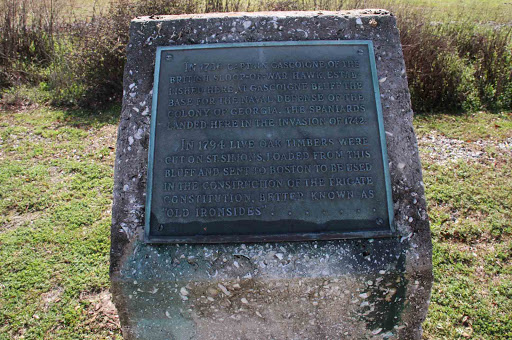 IN 17 CAPT. GASCOIGNE OF THE
BRITISH SLOOP-OF-WAR HAWK ESTAB-
LISHED HERE AT GASCOIGNE BLUFF THE
BASE FOR THE NAVAL DEFENSE OF THE
COLONY OF GEORGIA. THE SPANIARDS
LANDED HERE IN THE INVASION OF 1742.
IN 1794 LIVE OAK TIMBERS WERE
CUT ON ST. SIMONS, LOADED FROM THIS
BLUFF AND SENT TO BOSTON TO BE USED
IN THE CONSTRUCTION OF THE FRIGATE
CONSTITUTION, BETTER KNOWN AS
"OLD IRONSIDES"